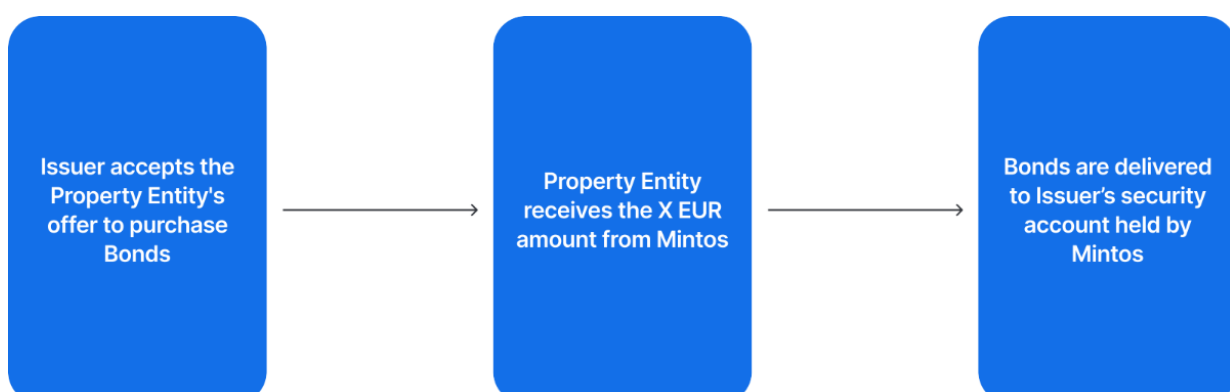 Issuer accepts the
Property Entity's
offer to purchase
Bonds
Property Entity
receives the X EUR
amount from Mintos
Bonds are delivered
to Issuer’s security
account held by
Mintos